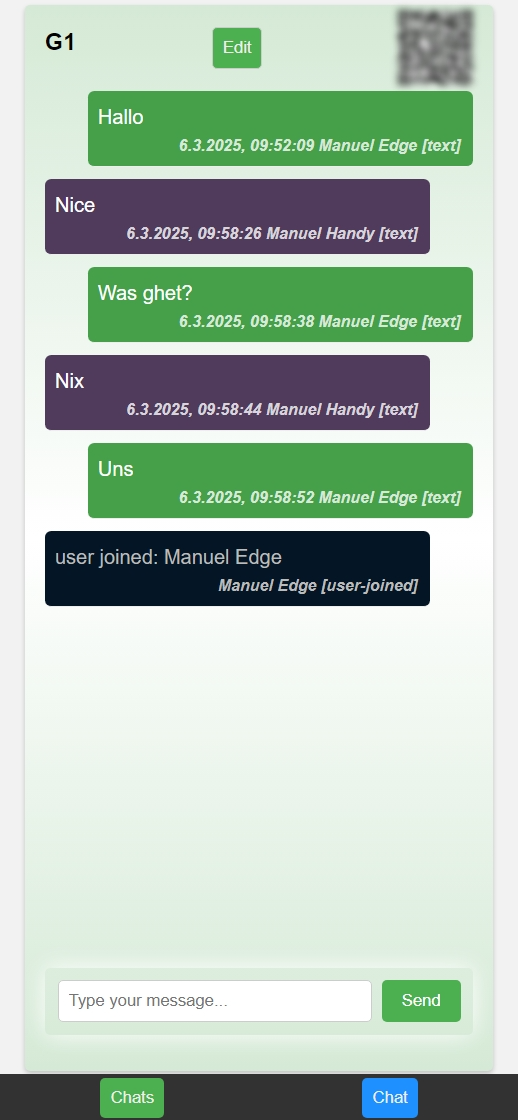 G1
Edit
Hallo
6.3.2025, 09:52:09 Manuel Edge [text]
Nice
6.3.2025, 09:58:26 Manuel Handy [text]
Was ghet?
6.3.2025, 09:58:38 Manuel Edge [text]
Nix
6.3.2025, 09:58:44 Manuel Handy [text]
Uns
6.3.2025, 09:58:52 Manuel Edge [text]
user joined: Manuel Edge
Manuel Edge [user-joined]
Type your message...
Send
Chats
Chat